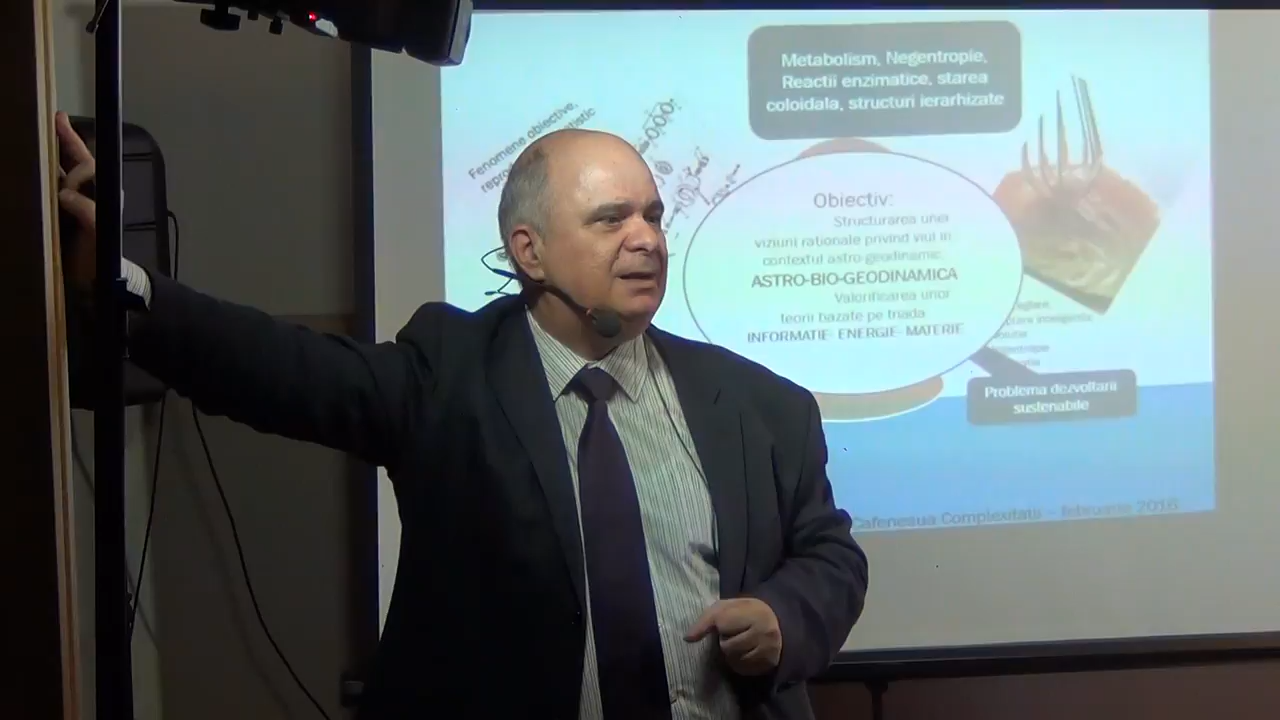 Metabolism, Negentropie,
Reactii enzimatice, starea
coloidala, structuri ierarhizate
Fenomene obiective,
Obiectiv:
Structurarea unei
viziuni rationale privind viul in
contextul astro-geodinamic.
ASTRO-BIO-GEODINAMICA
Valorificarea unor
teorii bazate pe triada
INFORMATIE- ENERGIE- MATERIE
Problema dezvoltarii
sustenabile
Cafeneaua Complexitatii - februarie 2016